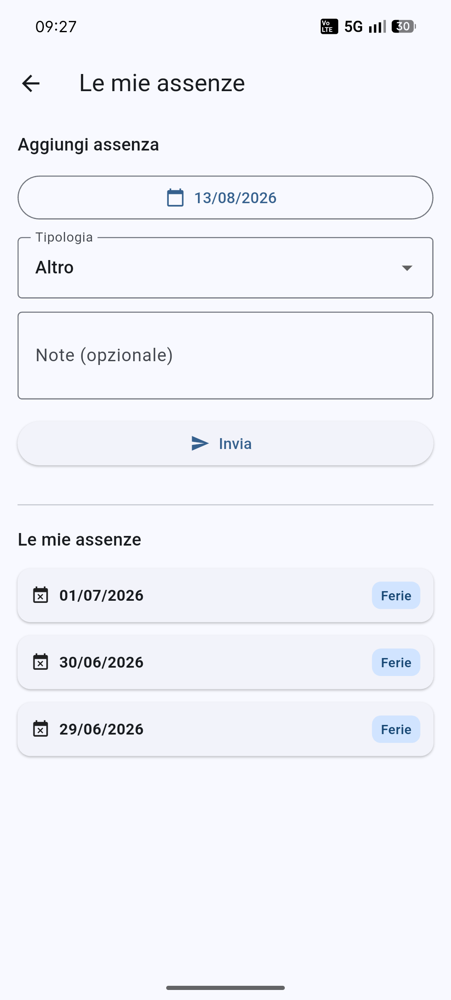 09:27
Vo LTE 5G 30
Le mie assenze
Aggiungi assenza
13/08/2026
Tipologia
Altro
Note (opzionale)
Invia
Le mie assenze
01/07/2026 Ferie
30/06/2026 Ferie
29/06/2026 Ferie